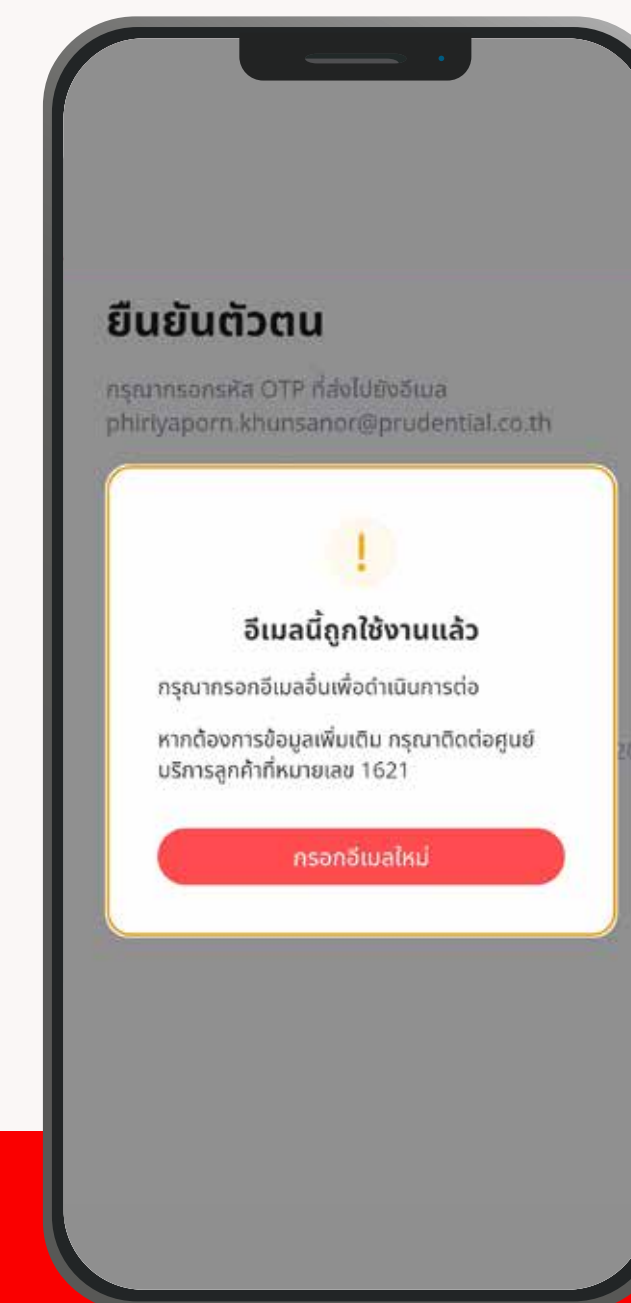 ยืนยันตัวตน
กรุณากรอกรหัส OTP ที่ส่งไปยังอีเมล
phiriyaporn.khunsanor@prudential.co.th
!
อีเมลนี้ถูกใช้งานแล้ว
กรุณากรอกอีเมลอื่นเพื่อดำเนินการต่อ
หากต้องการข้อมูลเพิ่มเติม กรุณาติดต่อศูนย์
บริการลูกค้าที่หมายเลข 1621
กรอกอีเมลใหม่